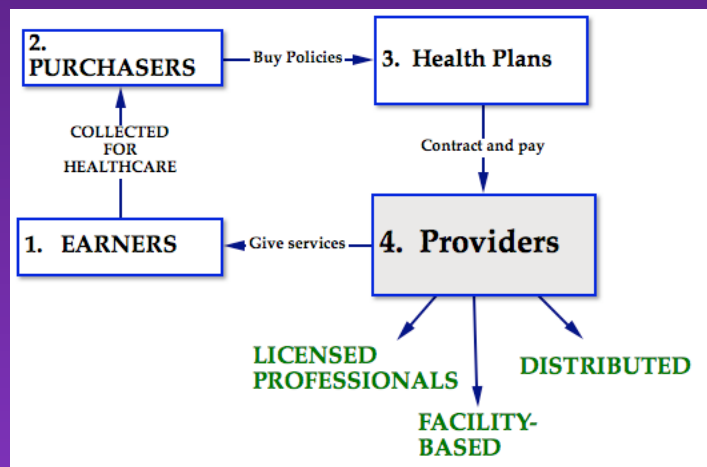 2.
PURCHASERS
Buy Policies
3. Health Plans
COLLECTED
FOR
HEALTHCARE
Contract and pay
1. EARNERS
Give services
4. Providers
LICENSED
PROFESSIONALS
DISTRIBUTED
FACILITY-
BASED